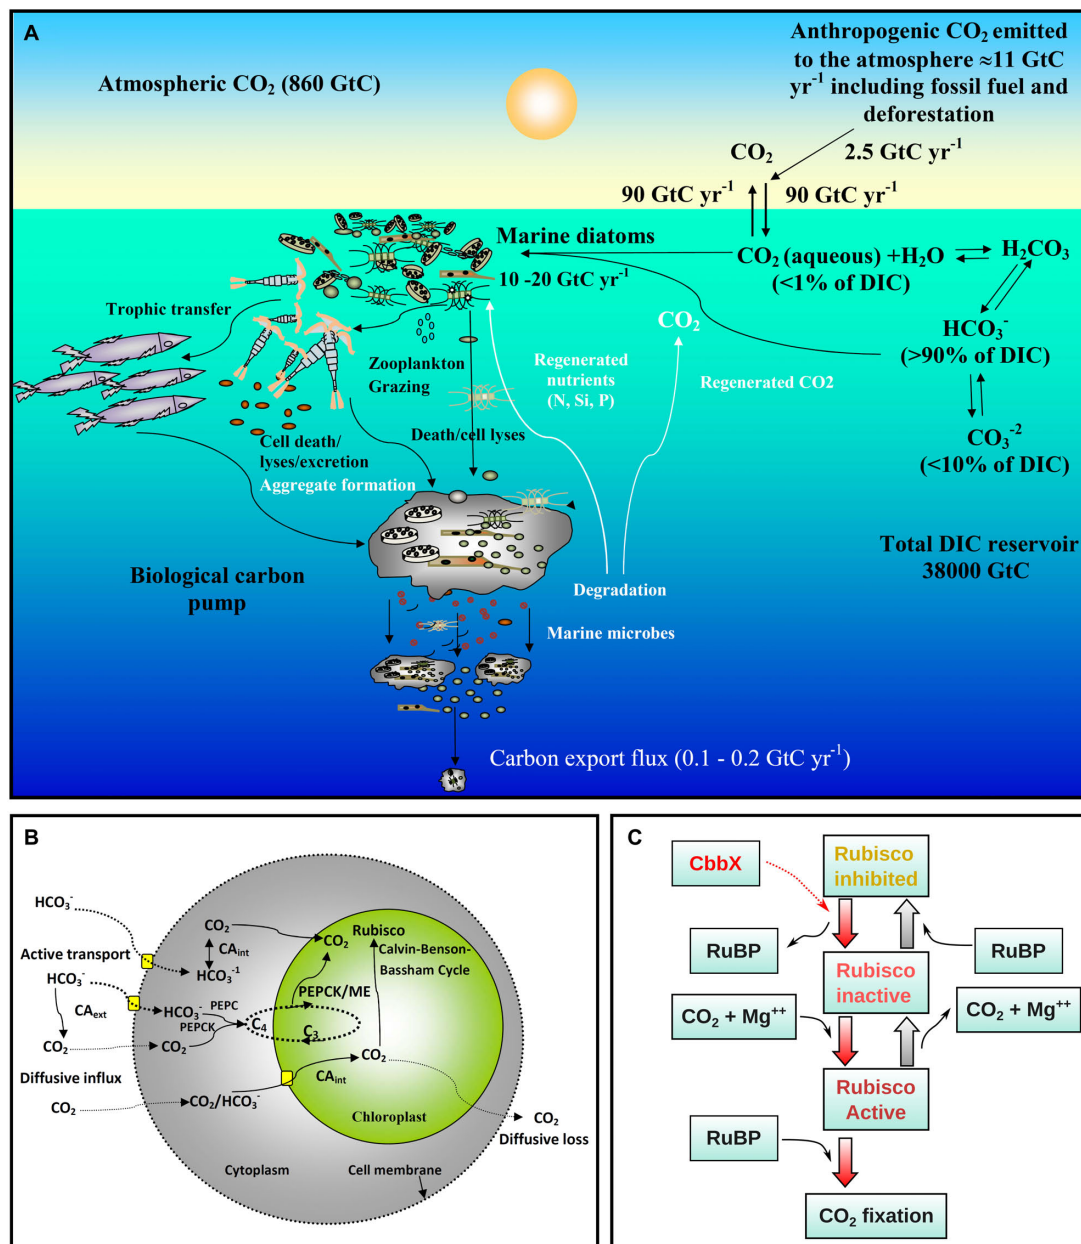 A
Atmospheric CO₂ (860 GtC)
Anthropogenic CO₂ emitted
to the atmosphere ≈11 GtC
yr⁻¹ including fossil fuel and
deforestation
CO₂
2.5 GtC yr⁻¹
90 GtC yr⁻¹
90 GtC yr⁻¹
Marine diatoms
10 -20 GtC yr⁻¹
CO₂ (aqueous) +H₂O
(<1% of DIC)
H₂CO₃
HCO₃⁻
(>90% of DIC)
CO₃⁻²
(<10% of DIC)
Total DIC reservoir
38000 GtC
Trophic transfer
Zooplankton
Grazing
Regenerated
nutrients
(N, Si, P)
CO₂
Regenerated CO2
Cell death/
lyses/excretion
Aggregate formation
Death/cell lyses
Biological carbon
pump
Degradation
Marine microbes
Carbon export flux (0.1 - 0.2 GtC yr⁻¹)
B
HCO₃⁻
Active transport
HCO₃⁻
CA_ext
CO₂
Diffusive influx
CO₂
CO₂
CA_int
HCO₃⁻¹
HCO₃⁻
PEPC
PEPCK
CO₂
CO₂/HCO₃⁻
C₄
C₃
CO₂
Rubisco
Calvin-Benson-
Bassham Cycle
PEPCK/ME
CO₂
CA_int
Chloroplast
CO₂
Diffusive loss
Cytoplasm
Cell membrane
C
CbbX
Rubisco
inhibited
RuBP
RuBP
Rubisco
inactive
CO₂ + Mg⁺⁺
CO₂ + Mg⁺⁺
Rubisco
Active
RuBP
CO₂ fixation